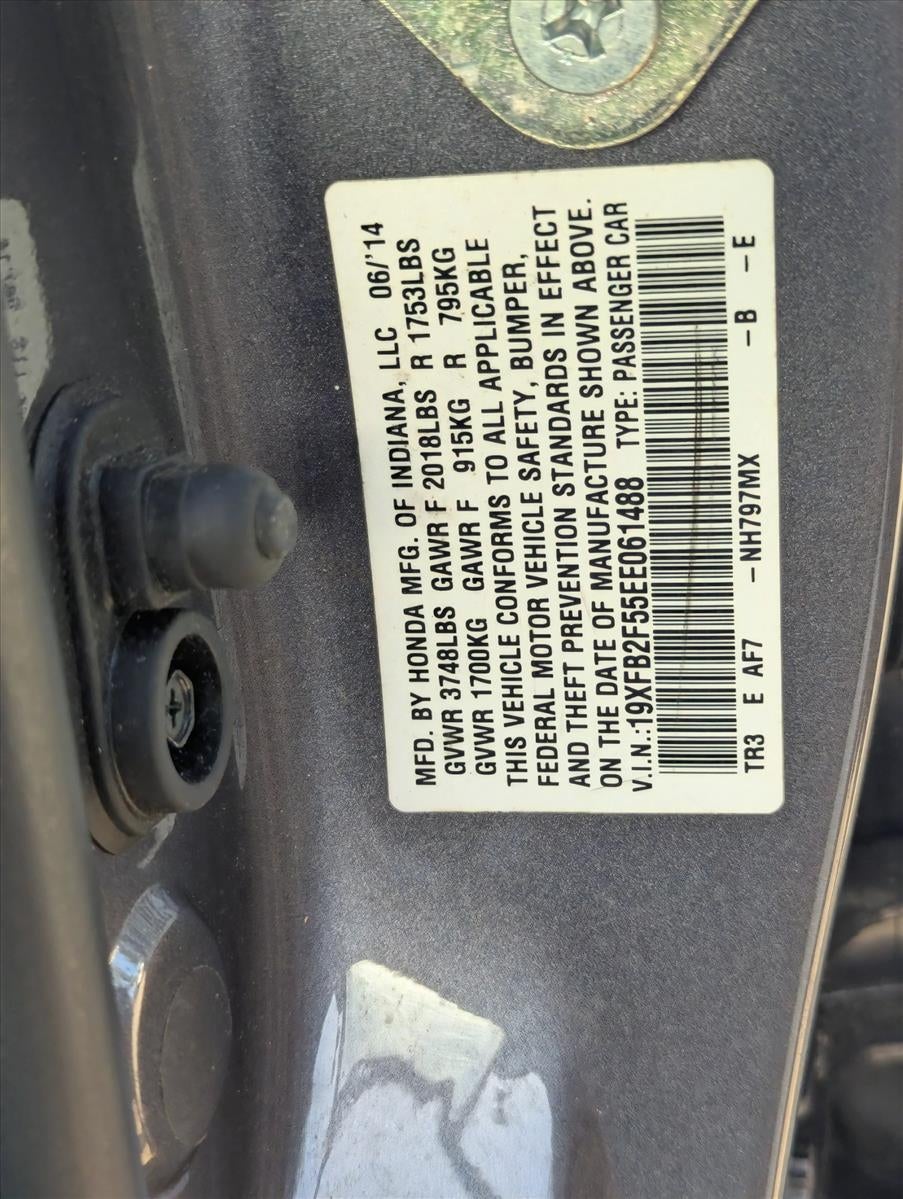 MFD. BY HONDA MFG. OF INDIANA, LLC 06/'14
GVWR 3748LBS GAWR F 2018LBS R 1753LBS
GVWR 1700KG GAWR F 915KG R 795KG
THIS VEHICLE CONFORMS TO ALL APPLICABLE
FEDERAL MOTOR VEHICLE SAFETY, BUMPER,
AND THEFT PREVENTION STANDARDS IN EFFECT
ON THE DATE OF MANUFACTURE SHOWN ABOVE.
V.I.N.:19XFB2F55EE061488 TYPE: PASSENGER CAR
TR3 E AF7 –NH797MX –B –E